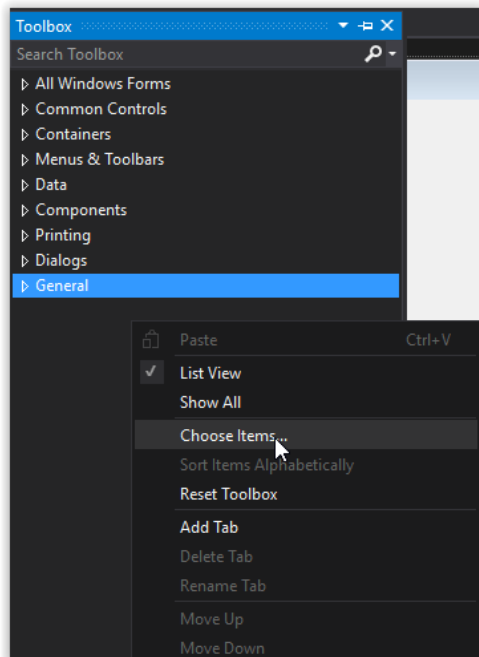 Toolbox
Search Toolbox
All Windows Forms
Common Controls
Containers
Menus & Toolbars
Data
Components
Printing
Dialogs
General
Paste Ctrl+V
List View
Show All
Choose Items...
Sort Items Alphabetically
Reset Toolbox
Add Tab
Delete Tab
Rename Tab
Move Up
Move Down